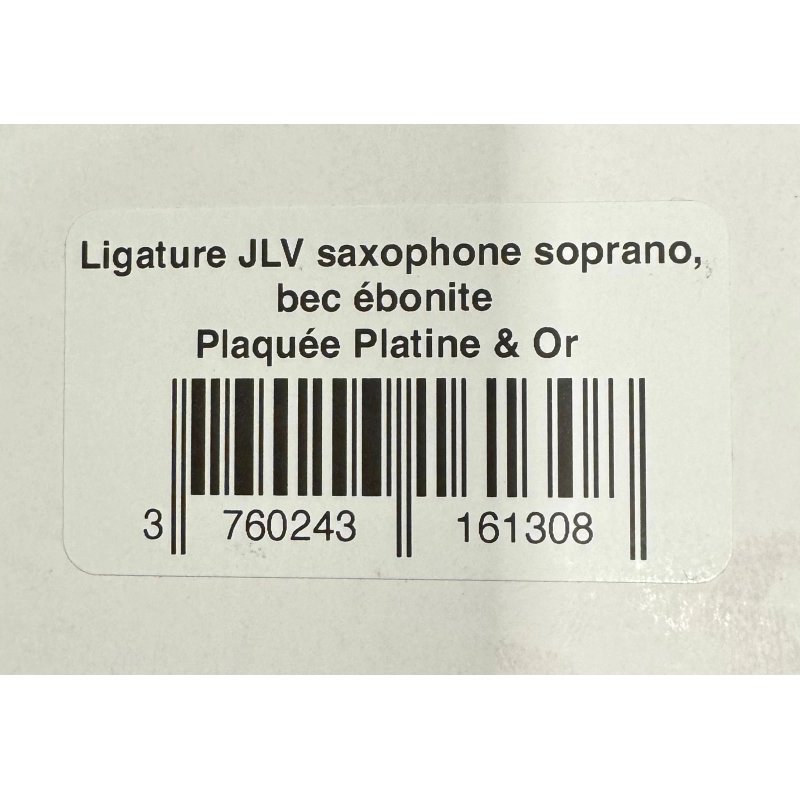 Ligature JLV saxophone soprano,
bec ébonite
Plaquée Platine & Or
3 760243 161308